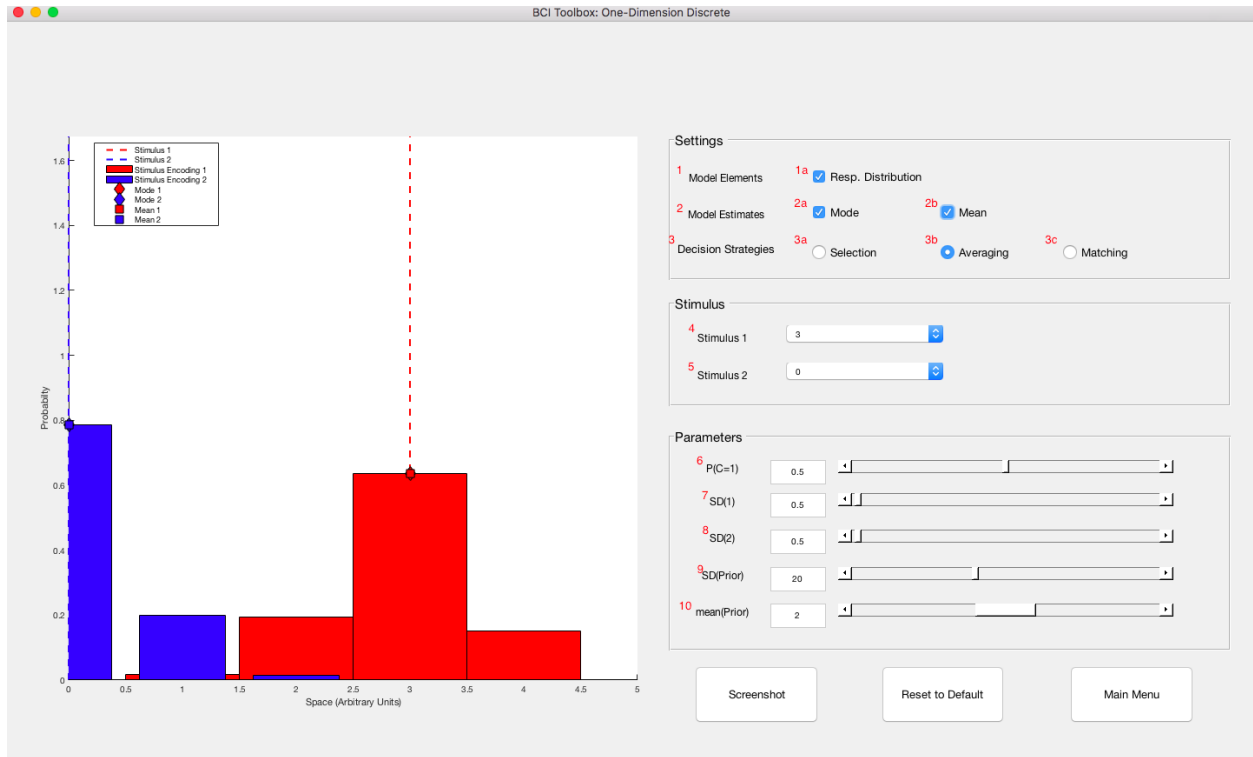 BCI Toolbox: One-Dimension Discrete
Stimulus 1
Stimulus 2
Stimulus Encoding 1
Stimulus Encoding 2
Mode 1
Mode 2
Mean 1
Mean 2
1.6
1.4
1.2
1
0.8
0.6
0.4
0.2
0
Probability
0 0.5 1 1.5 2 2.5 3 3.5 4 4.5 5
Space (Arbitrary Units)
Settings
1 Model Elements 1a Resp. Distribution
2 Model Estimates 2a Mode 2b Mean
3 Decision Strategies 3a Selection 3b Averaging 3c Matching
Stimulus
4 Stimulus 1 3
5 Stimulus 2 0
Parameters
6 P(C=1) 0.5
7 SD(1) 0.5
8 SD(2) 0.5
9 SD(Prior) 20
10 mean(Prior) 2
Screenshot Reset to Default Main Menu